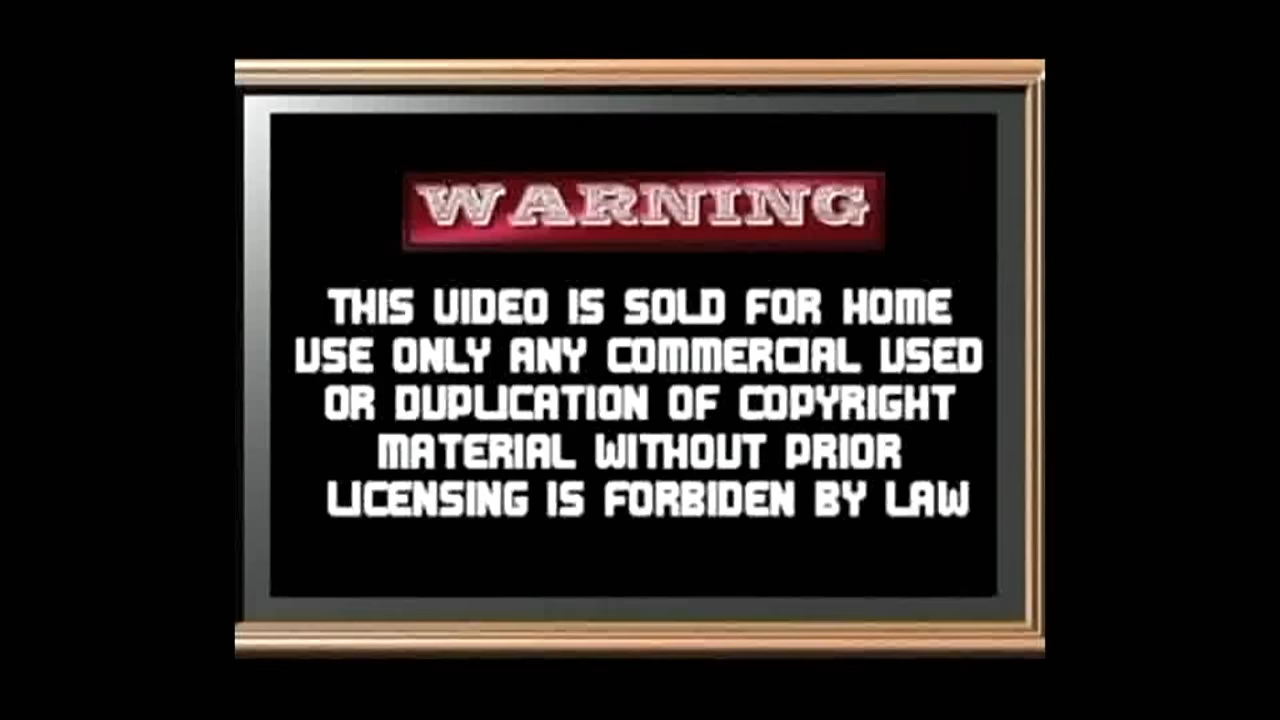 WARNING
THIS VIDEO IS SOLD FOR HOME
USE ONLY ANY COMMERCIAL USED
OR DUPLICATION OF COPYRIGHT
MATERIAL WITHOUT PRIOR
LICENSING IS FORBIDEN BY LAW